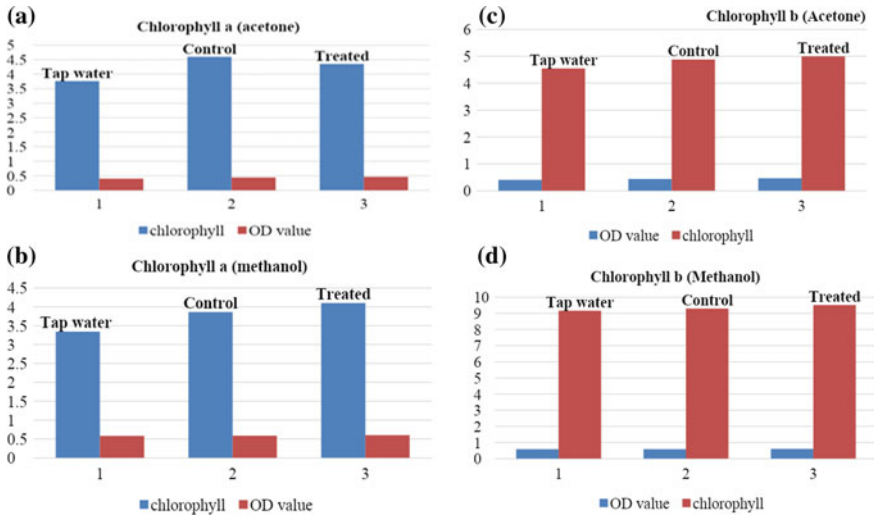 (a)
Chlorophyll a (acetone)
5
4.5
4
3.5
3
2.5
2
1.5
1
0.5
0
Tap water
Control
Treated
1 2 3
chlorophyll OD value
(c)
Chlorophyll b (Acetone)
6
5
4
3
2
1
0
Tap water
Control
Treated
1 2 3
OD value chlorophyll
(b)
Chlorophyll a (methanol)
4.5
4
3.5
3
2.5
2
1.5
1
0.5
0
Tap water
Control
Treated
1 2 3
chlorophyll OD value
(d)
Chlorophyll b (Methanol)
10
9
8
7
6
5
4
3
2
1
0
Tap water
Control
Treated
1 2 3
OD value chlorophyll